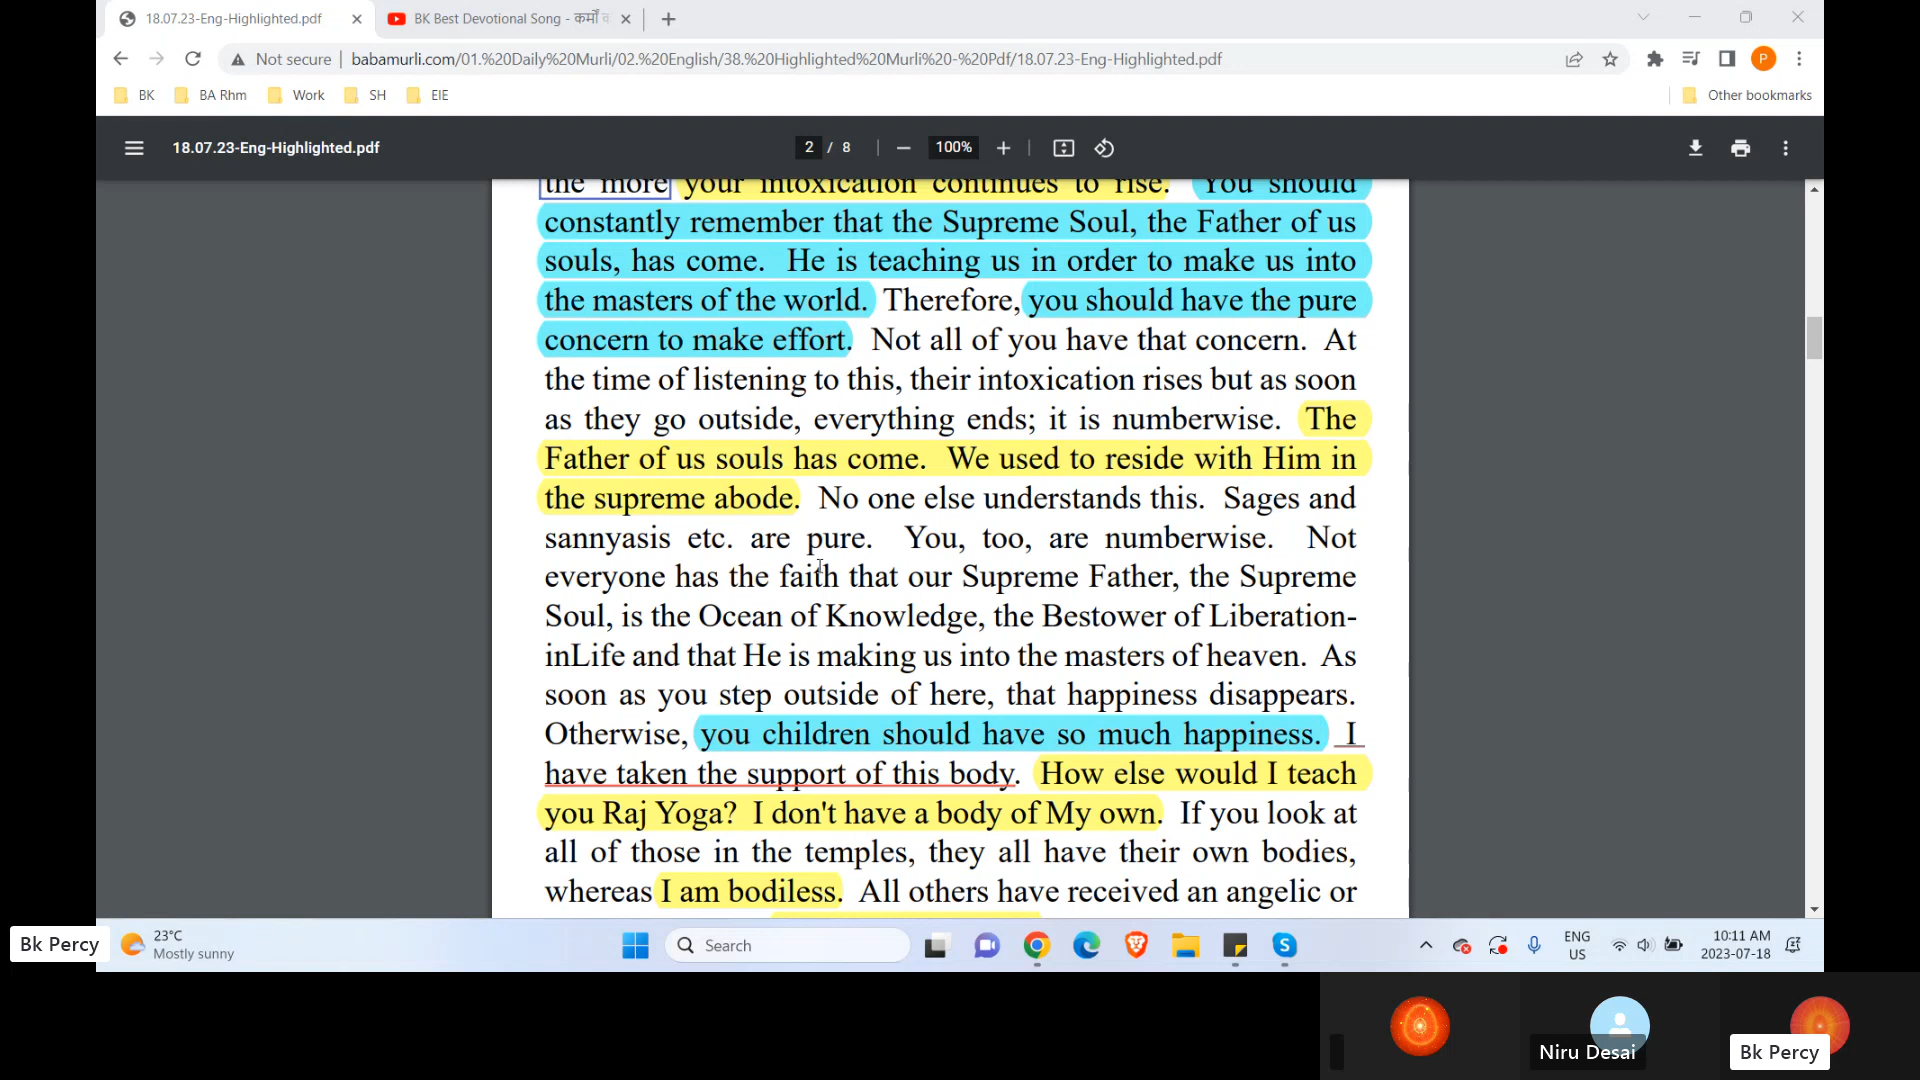 18.07.23-Eng-Highlighted.pdf
BK Best Devotional Song - कर्मों
Not secure
babamurli.com/01.%20Daily%20Murli/02.%20English/38.%20Highlighted%20Murli%20-%20Pdf/18.07.23-Eng-Highlighted.pdf
P
BK
BA Rhm
Work
SH
EIE
Other bookmarks
18.07.23-Eng-Highlighted.pdf
2 / 8
100%
the more your intoxication continues to rise. You should
constantly remember that the Supreme Soul, the Father of us
souls, has come. He is teaching us in order to make us into
the masters of the world. Therefore, you should have the pure
concern to make effort. Not all of you have that concern. At
the time of listening to this, their intoxication rises but as soon
as they go outside, everything ends; it is numberwise. The
Father of us souls has come. We used to reside with Him in
the supreme abode. No one else understands this. Sages and
sannyasis etc. are pure. You, too, are numberwise. Not
everyone has the faith that our Supreme Father, the Supreme
Soul, is the Ocean of Knowledge, the Bestower of Liberation-
inLife and that He is making us into the masters of heaven. As
soon as you step outside of here, that happiness disappears.
Otherwise, you children should have so much happiness. I
have taken the support of this body. How else would I teach
you Raj Yoga? I don't have a body of My own. If you look at
all of those in the temples, they all have their own bodies,
whereas I am bodiless. All others have received an angelic or
Bk Percy
23°C
Mostly sunny
Search
ENG
US
10:11 AM
2023-07-18
Niru Desai
Bk Percy